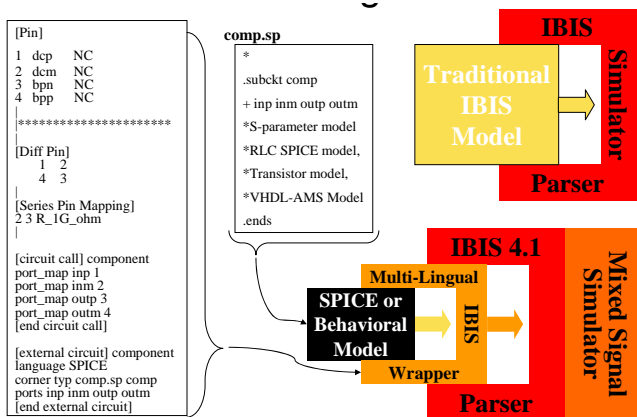 [Pin]
1 dcp NC
2 dcm NC
3 bpn NC
4 bpp NC
|
|**********************
|
[Diff Pin]
1 2
4 3
|
[Series Pin Mapping]
2 3 R_1G_ohm
|
[circuit call] component
port_map inp 1
port_map inm 2
port_map outp 3
port_map outm 4
[end circuit call]
[external circuit] component
language SPICE
corner typ comp.sp comp
ports inp inm outp outm
[end external circuit]
comp.sp
*
.subckt comp
+ inp inm outp outm
*S-parameter model
*RLC SPICE model,
*Transistor model,
*VHDL-AMS Model
.ends
IBIS
Traditional
IBIS
Model
Simulator
Parser
IBIS 4.1
Multi-Lingual
SPICE or
Behavioral
Model
IBIS
Wrapper
Parser
Mixed Signal
Simulator